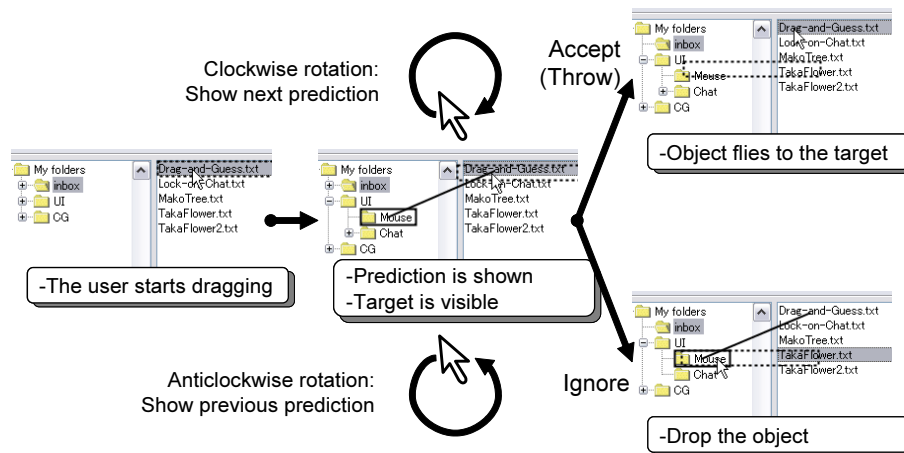 Clockwise rotation:
Show next prediction
My folders
inbox
UI
CG
Drag-and-Guess.txt
Lock-on-Chat.txt
MakoTree.txt
TakaFlower.txt
TakaFlower2.txt
-The user starts dragging
My folders
inbox
UI
Mouse
Chat
CG
Drag-and-Guess.txt
Lock-on-Chat.txt
MakoTree.txt
TakaFlower.txt
TakaFlower2.txt
-Prediction is shown
-Target is visible
Anticlockwise rotation:
Show previous prediction
Accept
(Throw)
My folders
inbox
UI
Mouse
Chat
CG
Drag-and-Guess.txt
Lock-on-Chat.txt
MakoTree.txt
TakaFlower.txt
TakaFlower2.txt
-Object flies to the target
Ignore
My folders
inbox
UI
Mouse
Chat
CG
Drag-and-Guess.txt
Lock-on-Chat.txt
MakoTree.txt
TakaFlower.txt
TakaFlower2.txt
-Drop the object